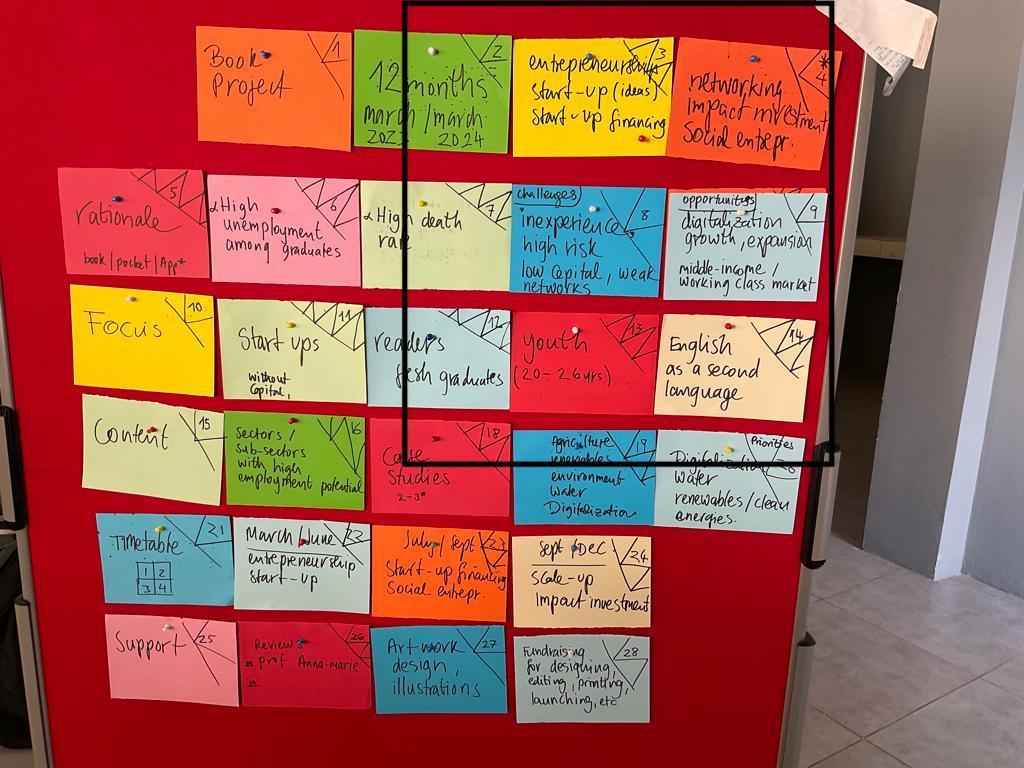 Book
Project
1
12 months
march / march
2023 2024
2
entrepreneurship
start-up (ideas)
Start-up financing
3
networking
Impact investment
Social entrepr.
*
4
rationale
book / pocket / App*
5
High
unemployment
among graduates
6
High death
rate
7
challenges
inexperience,
high risk
low capital, weak
networks
8
opportunities
digitalization
growth, expansion
middle-income /
working class market
9
Focus
10
Start ups
without
Capital,
11
readers
fresh graduates
12
youth
(20 - 26 yrs)
13
English
as a second
language
14
Content
15
Sectors /
sub-sectors
with high
employment potential
16
Case
Studies
2-3*
18
Agriculture
renewables
environment
Water
Digitalization
19
Priorities
Digitalization
water
renewables / clean
energies.
20
Timetable
1 2
3 4
21
March / June
entrepreneurship
start-up
July / Sept
Start-up financing
Social entrepr.
23
Sept / Dec
scale-up
Impact investment
24
Support
25
Reviews
prof Anna-marie
26
Art work
design,
illustrations
27
Fundraising
for designing,
editing, printing,
launching, etc
28